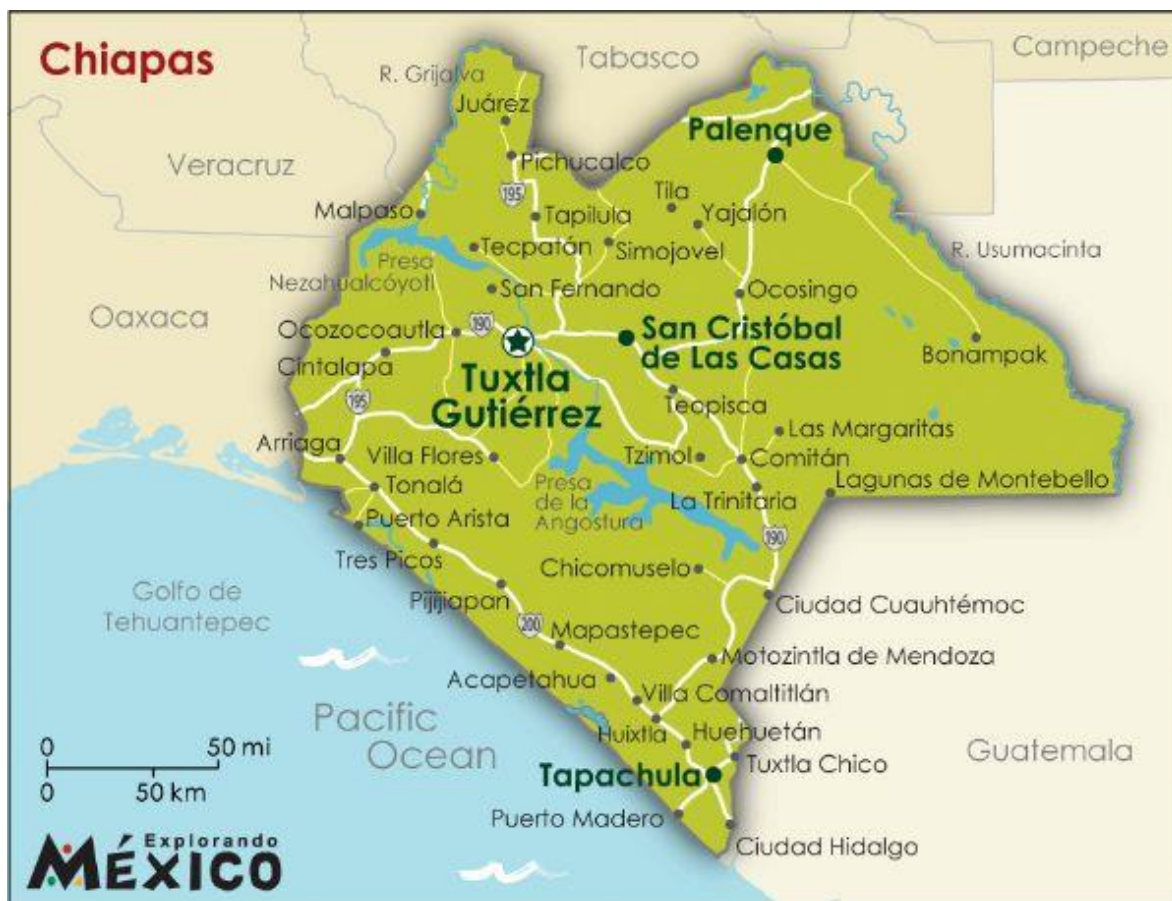 Chiapas
Tabasco
Campeche
R. Grijalva
Juárez
Palenque
Veracruz
Pichucalco
195
Tila
Malpaso
Tapilula
Yajalón
Tecpatán
Simojovel
R. Usumacinta
Presa
Nezahualcóyotl
San Fernando
Ocosingo
Oaxaca
Ocozocoautla
190
San Cristóbal
de Las Casas
Bonampak
Cintalapa
Tuxtla
Gutiérrez
195
Teopisca
Las Margaritas
Arriaga
Villa Flores
Tzimol
Comitán
Lagunas de Montebello
Tonalá
Presa
de la
Angostura
La Trinitaria
Puerto Arista
190
Tres Picos
Chicomuselo
Golfo de
Tehuantepec
Pijijiapan
Ciudad Cuauhtémoc
200
Mapastepec
Motozintla de Mendoza
Acapetahua
Villa Comaltitlán
Pacific
Ocean
Huixtla
Huehuetán
Guatemala
0 50 mi
0 50 km
Tapachula
Tuxtla Chico
Puerto Madero
Ciudad Hidalgo
Explorando
MÉXICO